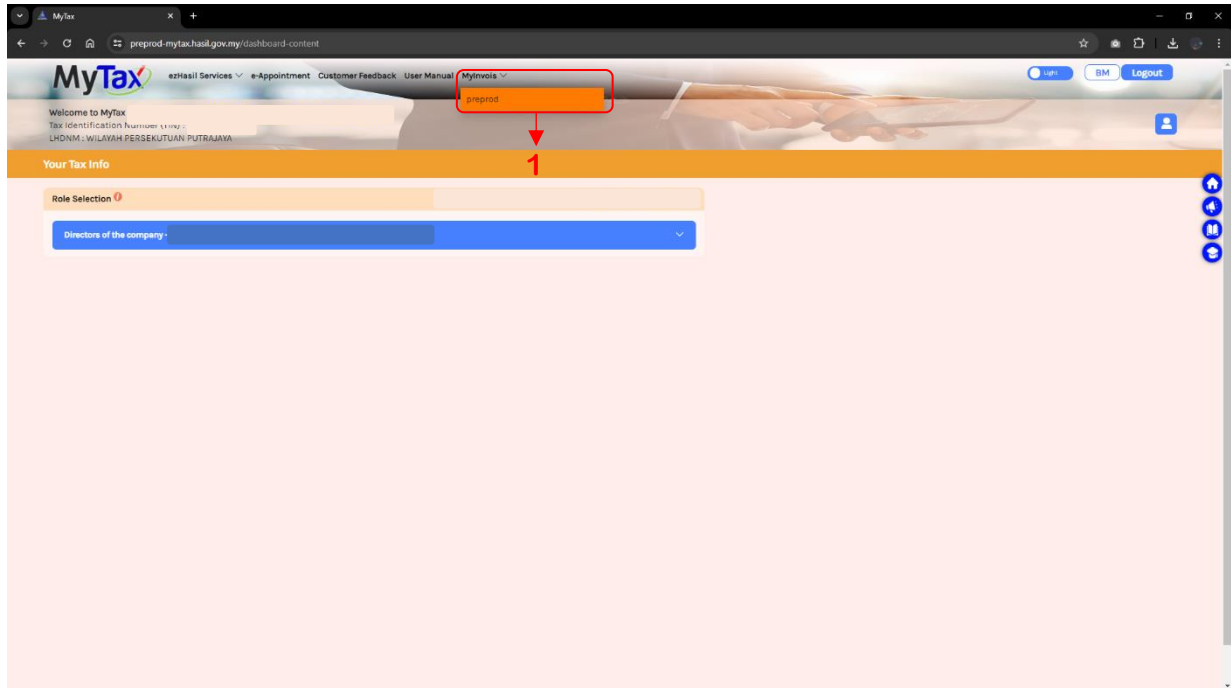 MyTax
preprod-mytax.hasil.gov.my/dashboard-content
MyTax
ezHasil Services
e-Appointment
Customer Feedback
User Manual
MyInvois
Light
BM
Logout
preprod
Welcome to MyTax
Tax Identification Number (TIN) :
LHDNM : WILAYAH PERSEKUTUAN PUTRAJAYA
1
Your Tax Info
Role Selection
Directors of the company -